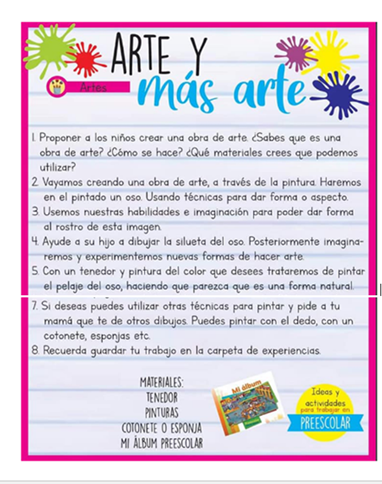 ARTE Y
más arte
Artes
1. Proponer a los niños crear una obra de arte. ¿Sabes que es una
obra de arte? ¿Cómo se hace? ¿Qué materiales crees que podemos
utilizar?
2. Vayamos creando una obra de arte, a través de la pintura. Haremos
en el pintado un oso. Usando técnicas para dar forma o aspecto.
3. Usemos nuestras habilidades e imaginación para poder dar forma
al rostro de esta imagen.
4. Ayude a su hijo a dibujar la silueta del oso. Posteriormente imagina-
remos y experimentemos nuevas formas de hacer arte.
5. Con un tenedor y pintura del color que desees trataremos de pintar
el pelaje del oso, haciendo que parezca que es una forma natural.
7. Si deseas puedes utilizar otras técnicas para pintar y pide a tu
mamá que te de otros dibujos. Puedes pintar con el dedo, con un
cotonete, esponjas etc.
8. Recuerda guardar tu trabajo en la carpeta de experiencias.
MATERIALES:
TENEDOR
PINTURAS
COTONETE O ESPONJA
MI ÁLBUM PREESCOLAR
Mi álbum
Ideas y
actividades
para trabajar en
PREESCOLAR